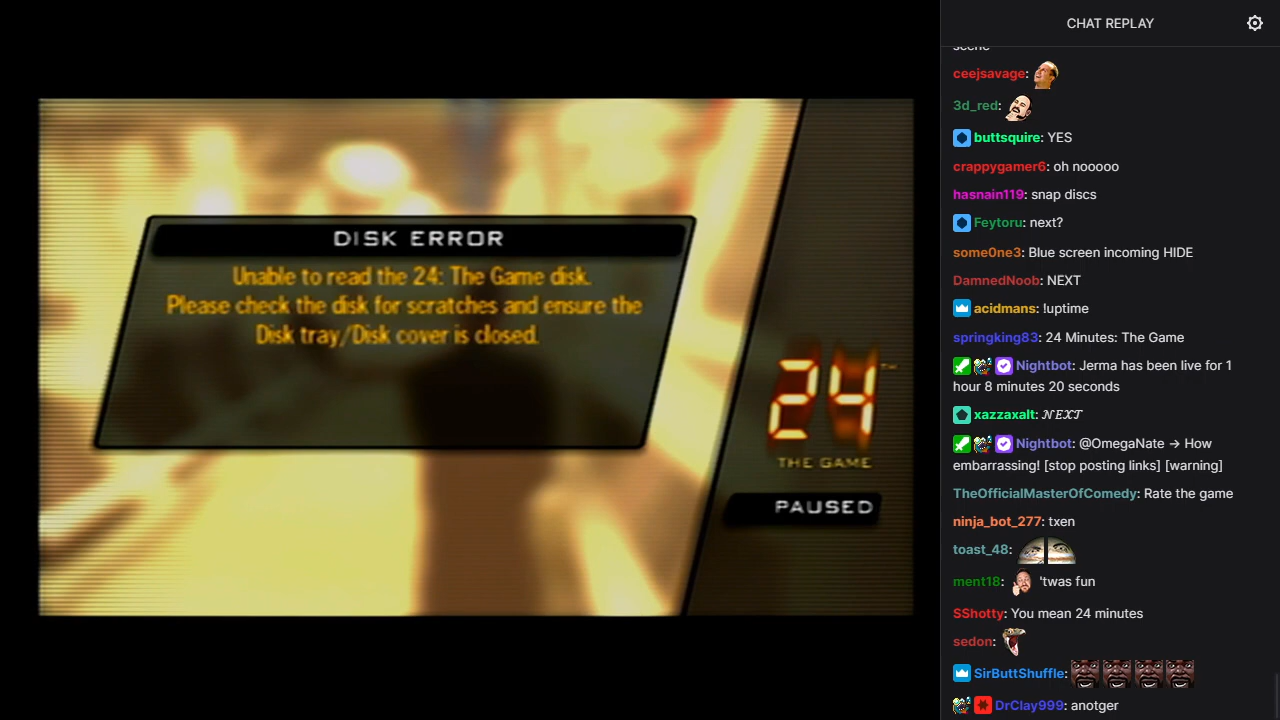 DISK ERROR
Unable to read the 24: The Game disk.
Please check the disk for scratches and ensure the
Disk tray/Disk cover is closed.
24™
THE GAME
PAUSED
CHAT REPLAY
scene
ceejsavage:
3d_red:
buttsquire: YES
crappygamer6: oh nooooo
hasnain119: snap discs
Feytoru: next?
some0ne3: Blue screen incoming HIDE
DamnedNoob: NEXT
acidmans: !uptime
springking83: 24 Minutes: The Game
Nightbot: Jerma has been live for 1
hour 8 minutes 20 seconds
xazzaxalt: 𝓝𝓔𝓧𝓣
Nightbot: @OmegaNate → How
embarrassing! [stop posting links] [warning]
TheOfficialMasterOfComedy: Rate the game
ninja_bot_277: txen
toast_48:
ment18: 'twas fun
SShotty: You mean 24 minutes
sedon:
SirButtShuffle:
DrClay999: anotger